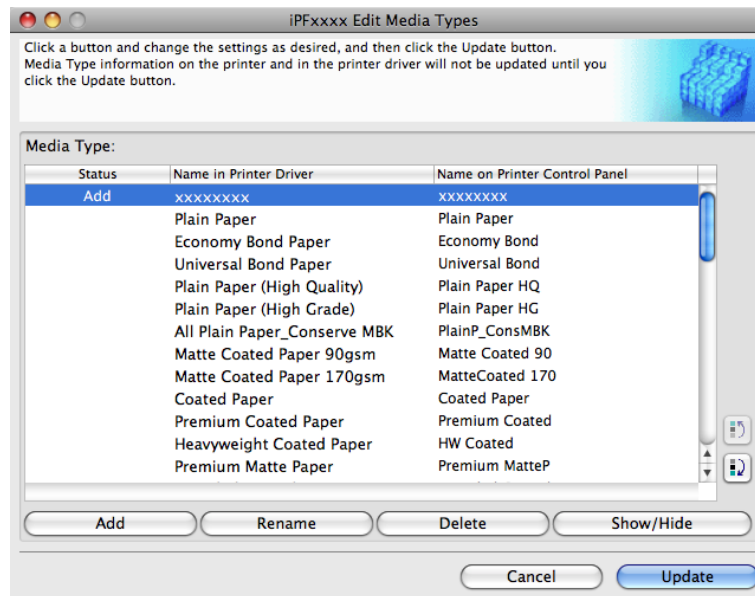 iPFxxxx Edit Media Types
Click a button and change the settings as desired, and then click the Update button.
Media Type information on the printer and in the printer driver will not be updated until you
click the Update button.
Media Type:
Status Name in Printer Driver Name on Printer Control Panel
Add xxxxxxxx xxxxxxxx
Plain Paper Plain Paper
Economy Bond Paper Economy Bond
Universal Bond Paper Universal Bond
Plain Paper (High Quality) Plain Paper HQ
Plain Paper (High Grade) Plain Paper HG
All Plain Paper_Conserve MBK PlainP_ConsMBK
Matte Coated Paper 90gsm Matte Coated 90
Matte Coated Paper 170gsm MatteCoated 170
Coated Paper Coated Paper
Premium Coated Paper Premium Coated
Heavyweight Coated Paper HW Coated
Premium Matte Paper Premium MatteP
Add Rename Delete Show/Hide
Cancel Update